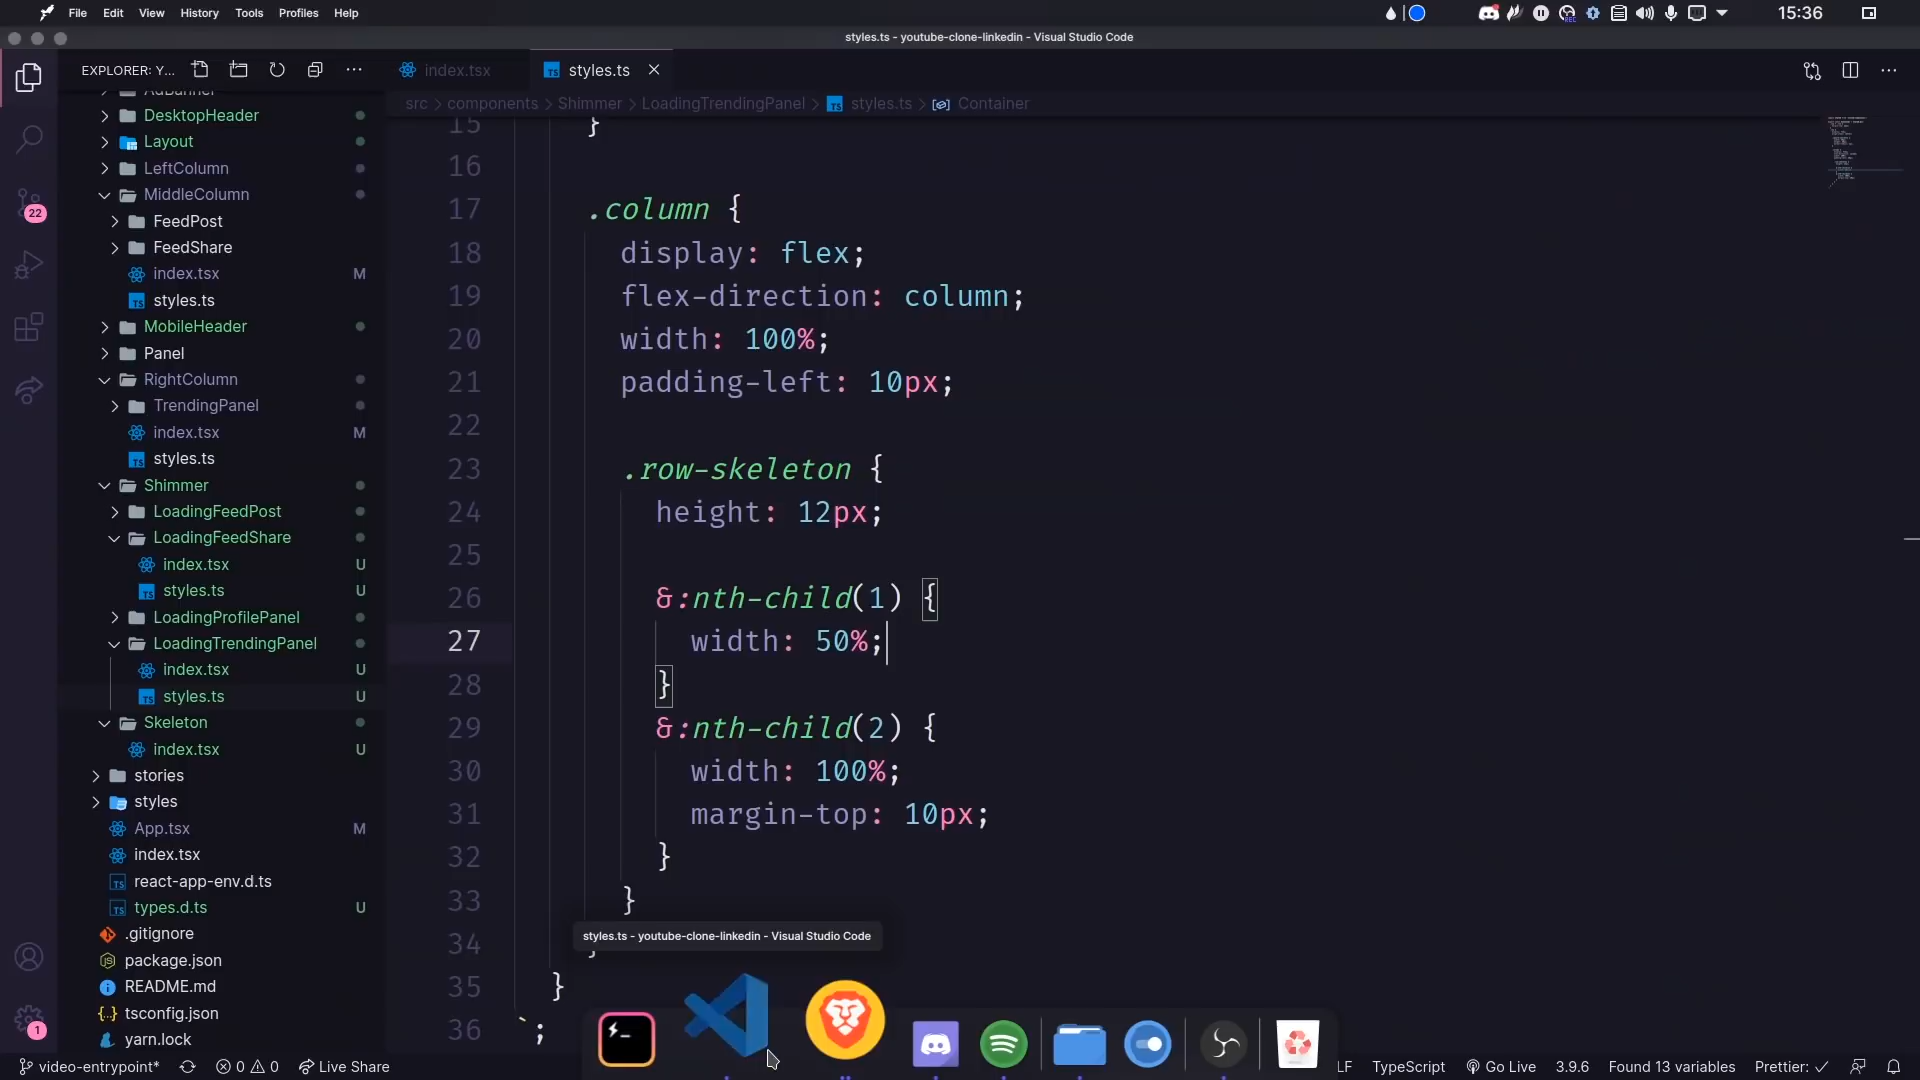 File Edit View History Tools Profiles Help
15:36
styles.ts - youtube-clone-linkedin - Visual Studio Code
EXPLORER: Y...
index.tsx
styles.ts
src > components > Shimmer > LoadingTrendingPanel > styles.ts > Container
AdBanner
DesktopHeader
Layout
LeftColumn
MiddleColumn
FeedPost
FeedShare
index.tsx M
styles.ts
MobileHeader
Panel
RightColumn
TrendingPanel
index.tsx M
styles.ts
Shimmer
LoadingFeedPost
LoadingFeedShare
index.tsx U
styles.ts U
LoadingProfilePanel
LoadingTrendingPanel
index.tsx U
styles.ts U
Skeleton
index.tsx U
stories
styles
App.tsx M
index.tsx
react-app-env.d.ts
types.d.ts U
.gitignore
package.json
README.md
tsconfig.json
yarn.lock
22
1
15 }
16
17 .column {
18 display: flex;
19 flex-direction: column;
20 width: 100%;
21 padding-left: 10px;
22
23 .row-skeleton {
24 height: 12px;
25
26 &:nth-child(1) {
27 width: 50%;
28 }
29 &:nth-child(2) {
30 width: 100%;
31 margin-top: 10px;
32 }
33 }
34 }
35 }
36 `;
styles.ts - youtube-clone-linkedin - Visual Studio Code
video-entrypoint* 0 0 Live Share
LF TypeScript Go Live 3.9.6 Found 13 variables Prettier: ✓